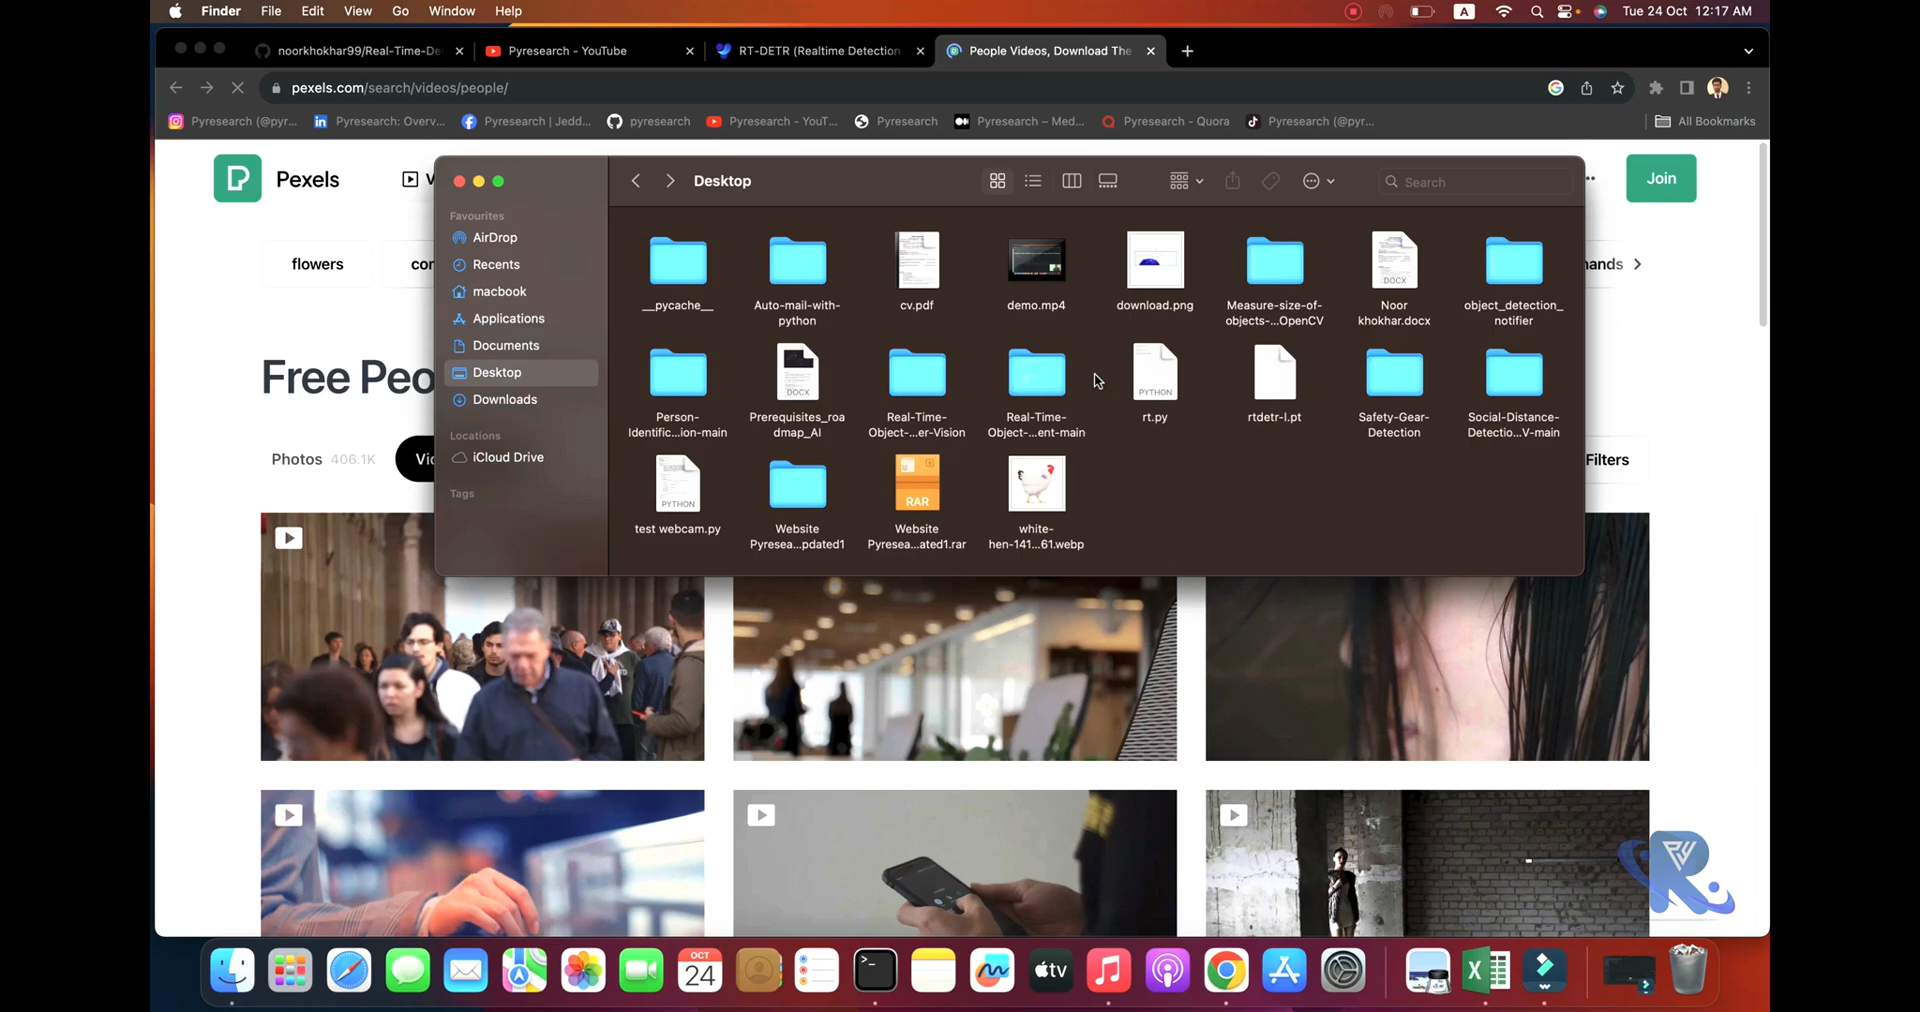 Finder File Edit View Go Window Help
A
Tue 24 Oct 12:17 AM
noorkhokhar99/Real-Time-De
Pyresearch - YouTube
RT-DETR (Realtime Detection
People Videos, Download The
pexels.com/search/videos/people/
Pyresearch (@pyr...
Pyresearch: Overv...
Pyresearch | Jedd...
pyresearch
Pyresearch - YouT...
Pyresearch
Pyresearch – Med...
Pyresearch - Quora
Pyresearch (@pyr...
All Bookmarks
Pexels
V
Join
flowers
cor
Free Peo
Photos 406.1K
Vic
Filters
Desktop
Search
Favourites
AirDrop
Recents
macbook
Applications
Documents
Desktop
Downloads
Locations
iCloud Drive
Tags
__pycache__
Auto-mail-with-
python
cv.pdf
demo.mp4
download.png
Measure-size-of-
objects-...OpenCV
DOCX
Noor
khokhar.docx
object_detection_
notifier
Person-
Identific...ion-main
DOCX
Prerequisites_roa
dmap_AI
Real-Time-
Object-...er-Vision
Real-Time-
Object-...ent-main
PYTHON
rt.py
rtdetr-l.pt
Safety-Gear-
Detection
Social-Distance-
Detectio...V-main
PYTHON
test webcam.py
Website
Pyresea...pdated1
RAR
Website
Pyresea...ated1.rar
white-
hen-141...61.webp
OCT
24
tv